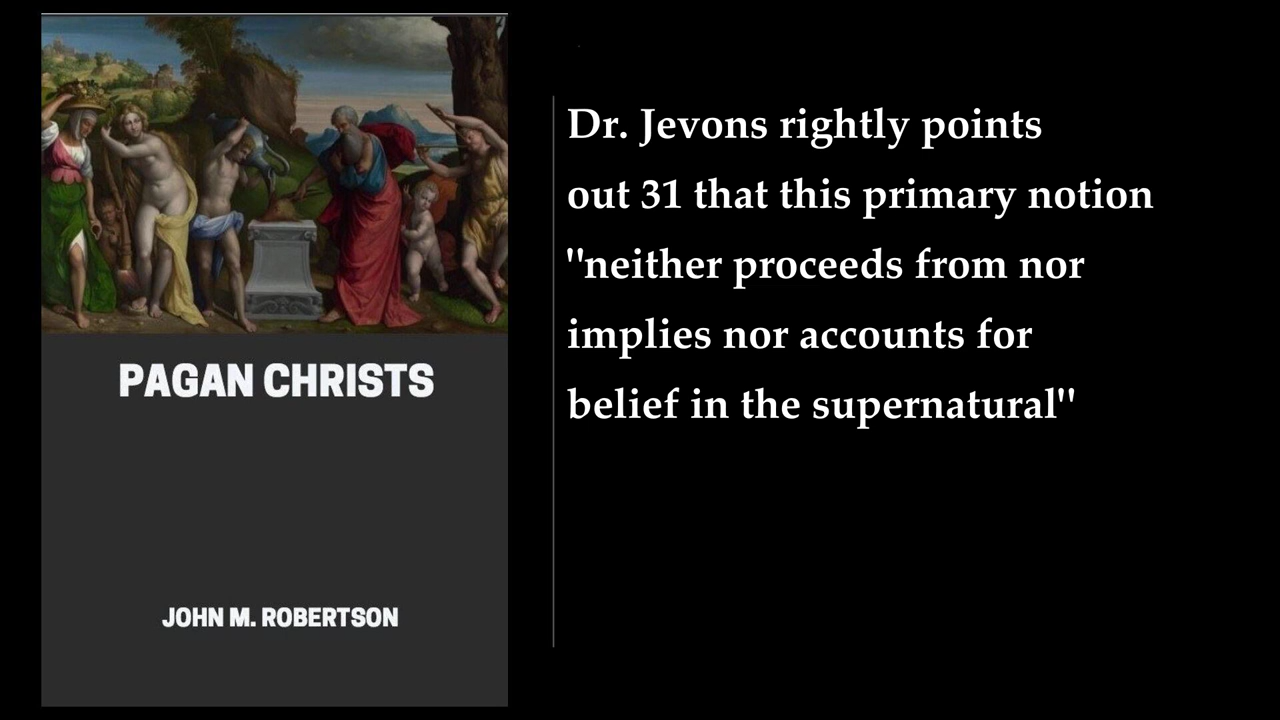 PAGAN CHRISTS
JOHN M. ROBERTSON
Dr. Jevons rightly points
out 31 that this primary notion
"neither proceeds from nor
implies nor accounts for
belief in the supernatural"